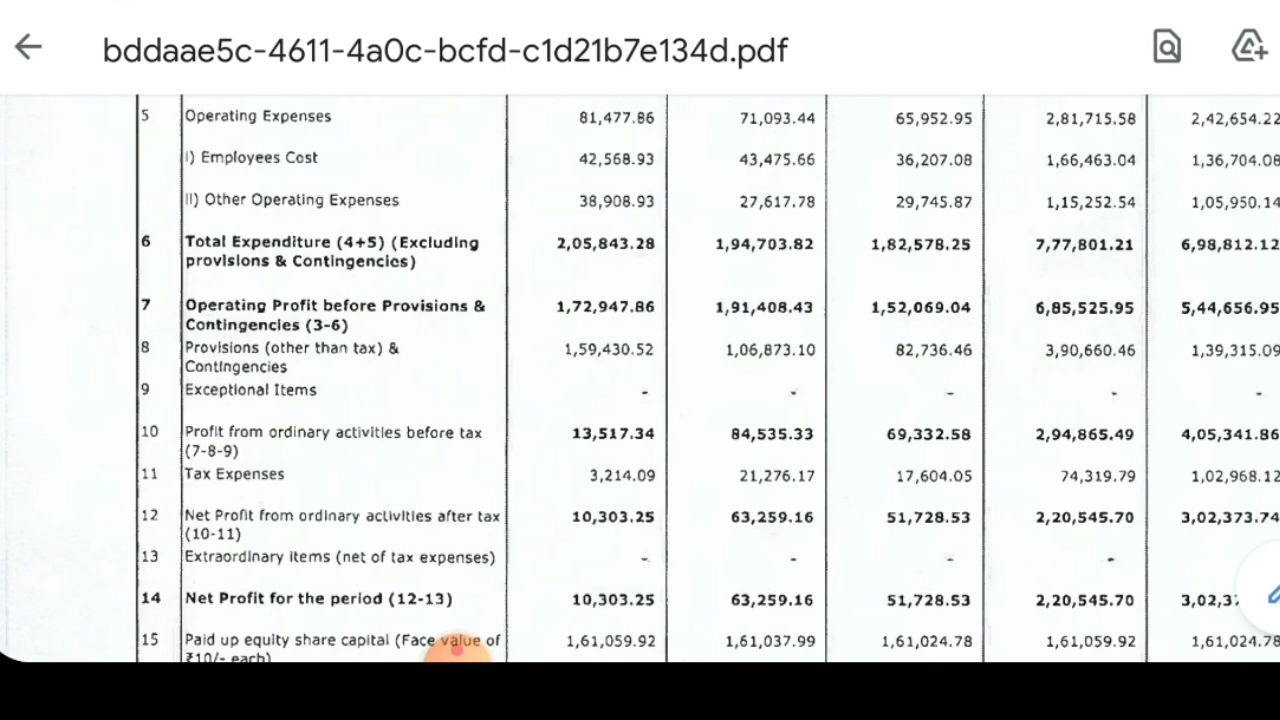 bddaae5c-4611-4a0c-bcfd-c1d21b7e134d.pdf
5 Operating Expenses 81,477.86 71,093.44 65,952.95 2,81,715.58 2,42,654.22
I) Employees Cost 42,568.93 43,475.66 36,207.08 1,66,463.04 1,36,704.08
II) Other Operating Expenses 38,908.93 27,617.78 29,745.87 1,15,252.54 1,05,950.14
6 Total Expenditure (4+5) (Excluding 2,05,843.28 1,94,703.82 1,82,578.25 7,77,801.21 6,98,812.12
provisions & Contingencies)
7 Operating Profit before Provisions & 1,72,947.86 1,91,408.43 1,52,069.04 6,85,525.95 5,44,656.95
Contingencies (3-6)
8 Provisions (other than tax) & 1,59,430.52 1,06,873.10 82,736.46 3,90,660.46 1,39,315.09
Contingencies
9 Exceptional Items - - - - -
10 Profit from ordinary activities before tax 13,517.34 84,535.33 69,332.58 2,94,865.49 4,05,341.86
(7-8-9)
11 Tax Expenses 3,214.09 21,276.17 17,604.05 74,319.79 1,02,968.12
12 Net Profit from ordinary activities after tax 10,303.25 63,259.16 51,728.53 2,20,545.70 3,02,373.74
(10-11)
13 Extraordinary items (net of tax expenses) - - - -
14 Net Profit for the period (12-13) 10,303.25 63,259.16 51,728.53 2,20,545.70 3,02,37
15 Paid up equity share capital (Face value of 1,61,059.92 1,61,037.99 1,61,024.78 1,61,059.92 1,61,024.78
₹10/- each)